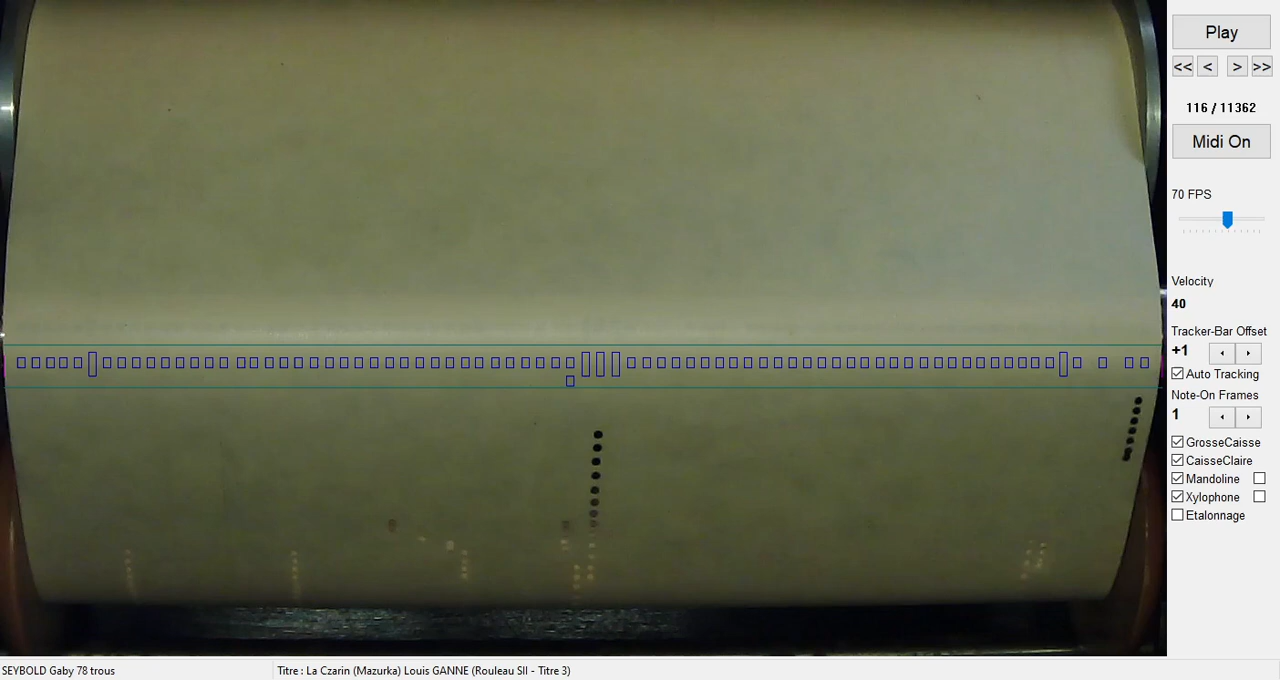 Play
<< < > >>
116 / 11362
Midi On
70 FPS
Velocity
40
Tracker-Bar Offset
+1
Auto Tracking
Note-On Frames
1
GrosseCaisse
CaisseClaire
Mandoline
Xylophone
Etalonnage
SEYBOLD Gaby 78 trous
Titre : La Czarin (Mazurka) Louis GANNE (Rouleau SII - Titre 3)